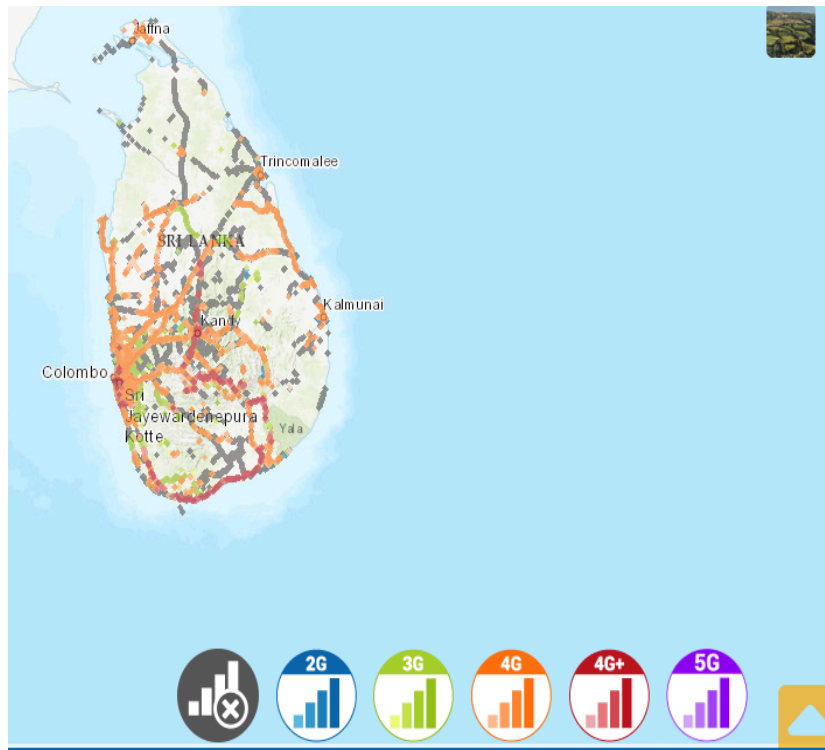 Jaffna
Trincomalee
SRI LANKA
Kalmunai
Kandy
Colombo
Sri
Jayewardenepura
Kotte
Yala
2G
3G
4G
4G+
5G